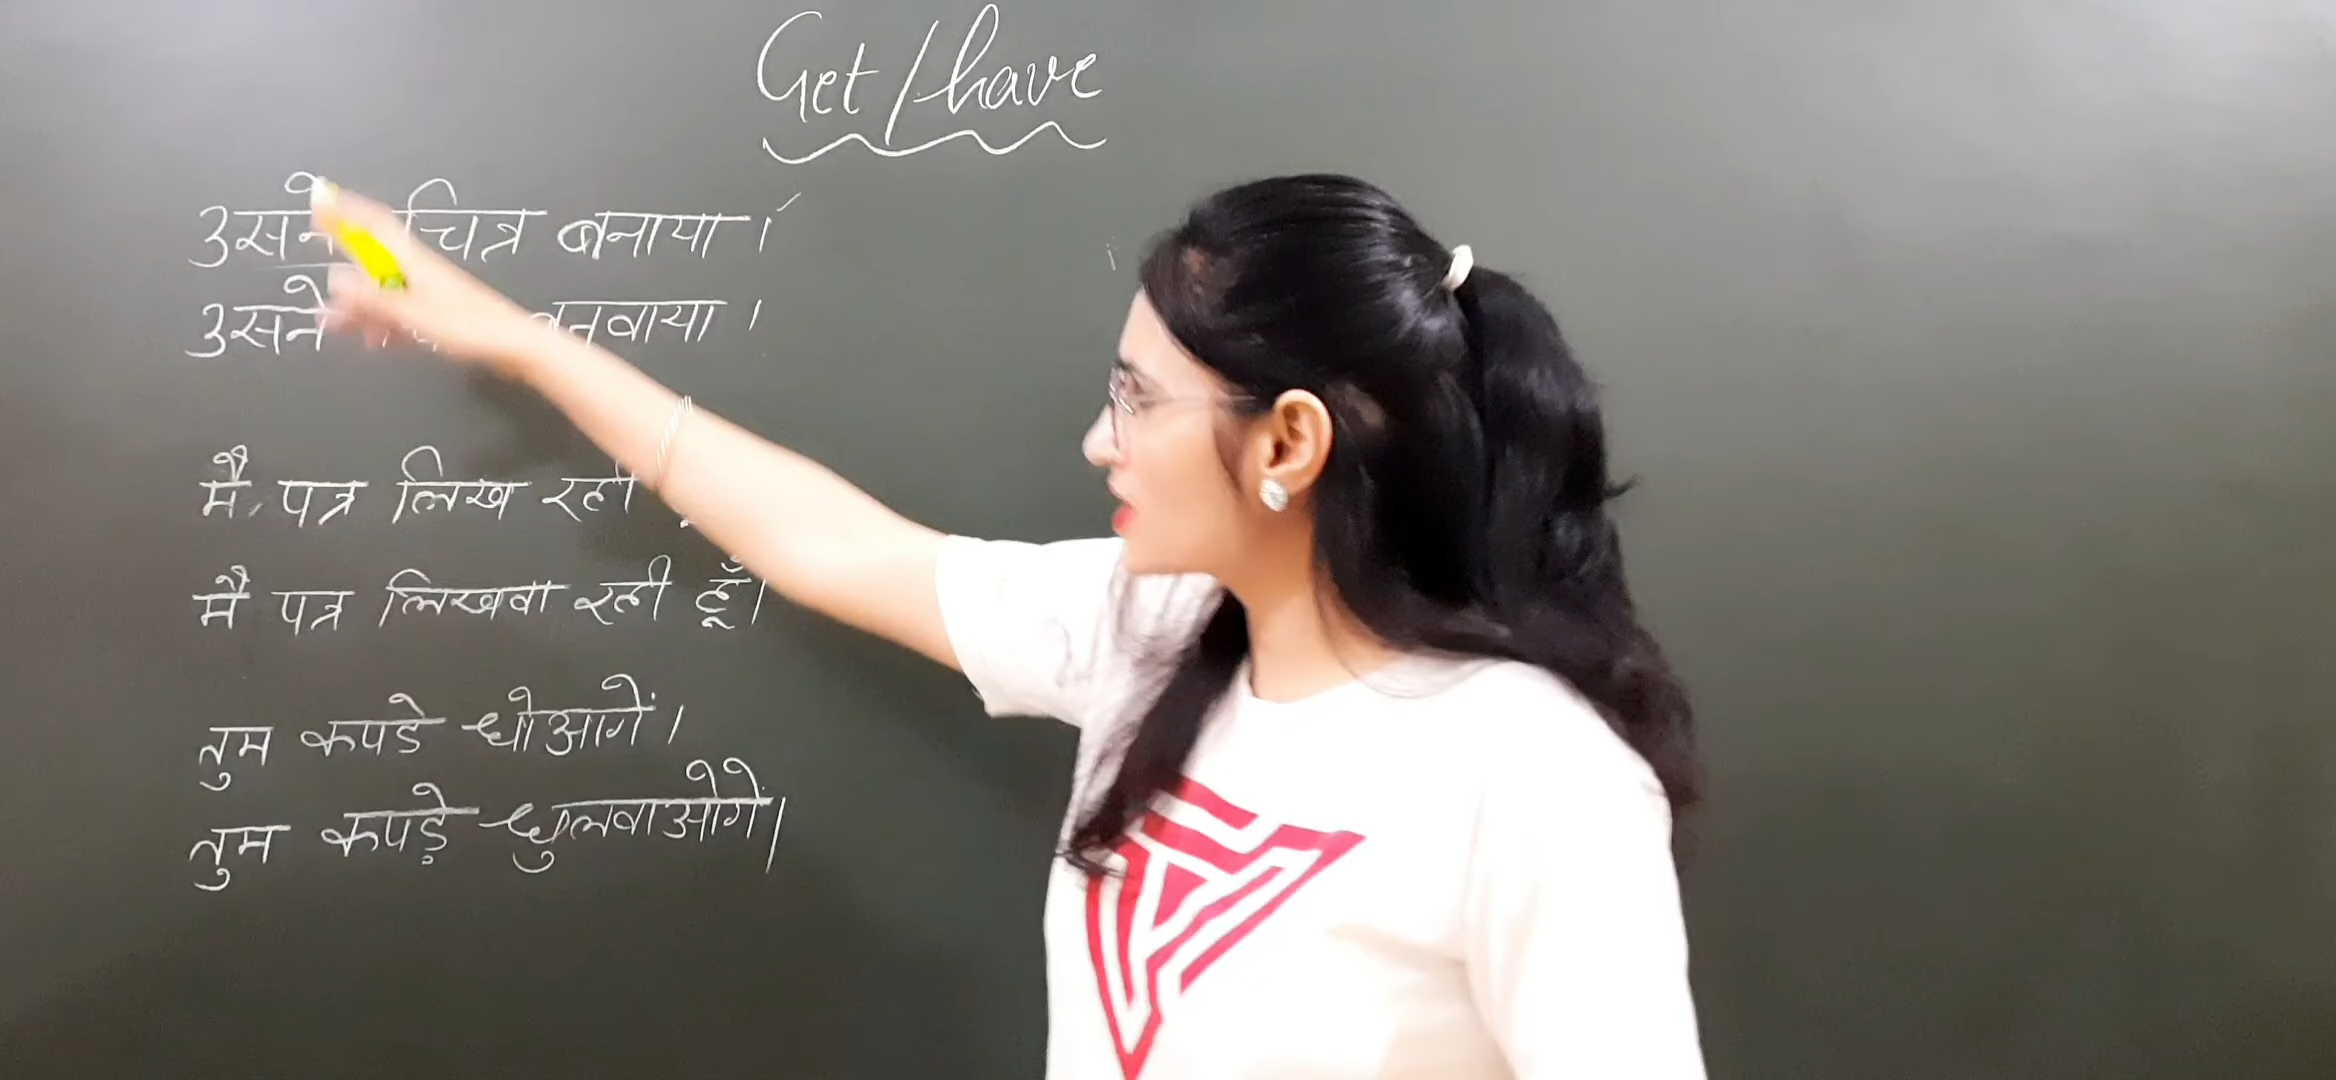 Get/have
उसने चित्र बनाया।
उसने बनवाया।
मै पत्र लिख रही
मै पत्र लिखवा रही हूँ।
तुम कपडे धोआगें।
तुम कपड़े धुलवाओगे।